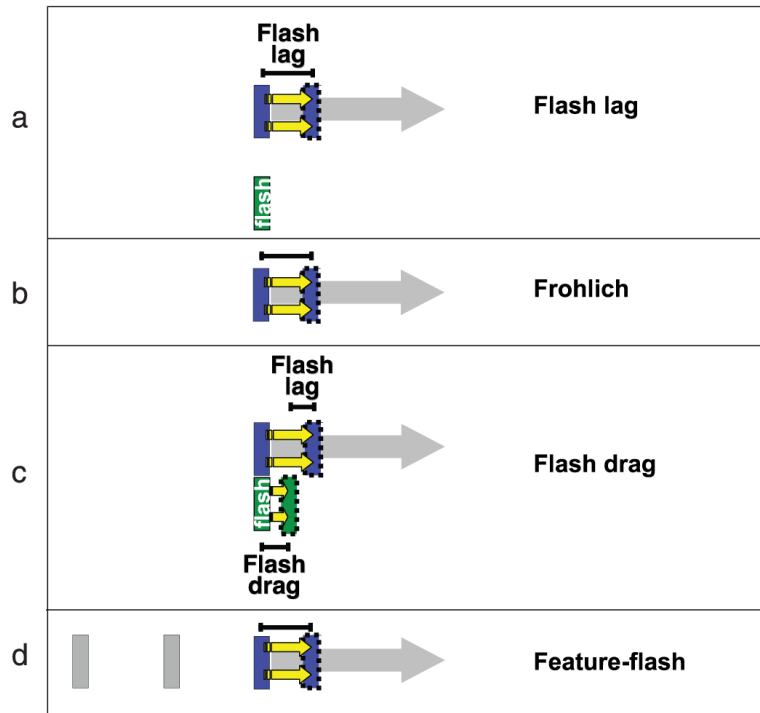 a
Flash
lag
flash
Flash lag
b
Frohlich
c
Flash
lag
flash
Flash
drag
Flash drag
d
Feature-flash